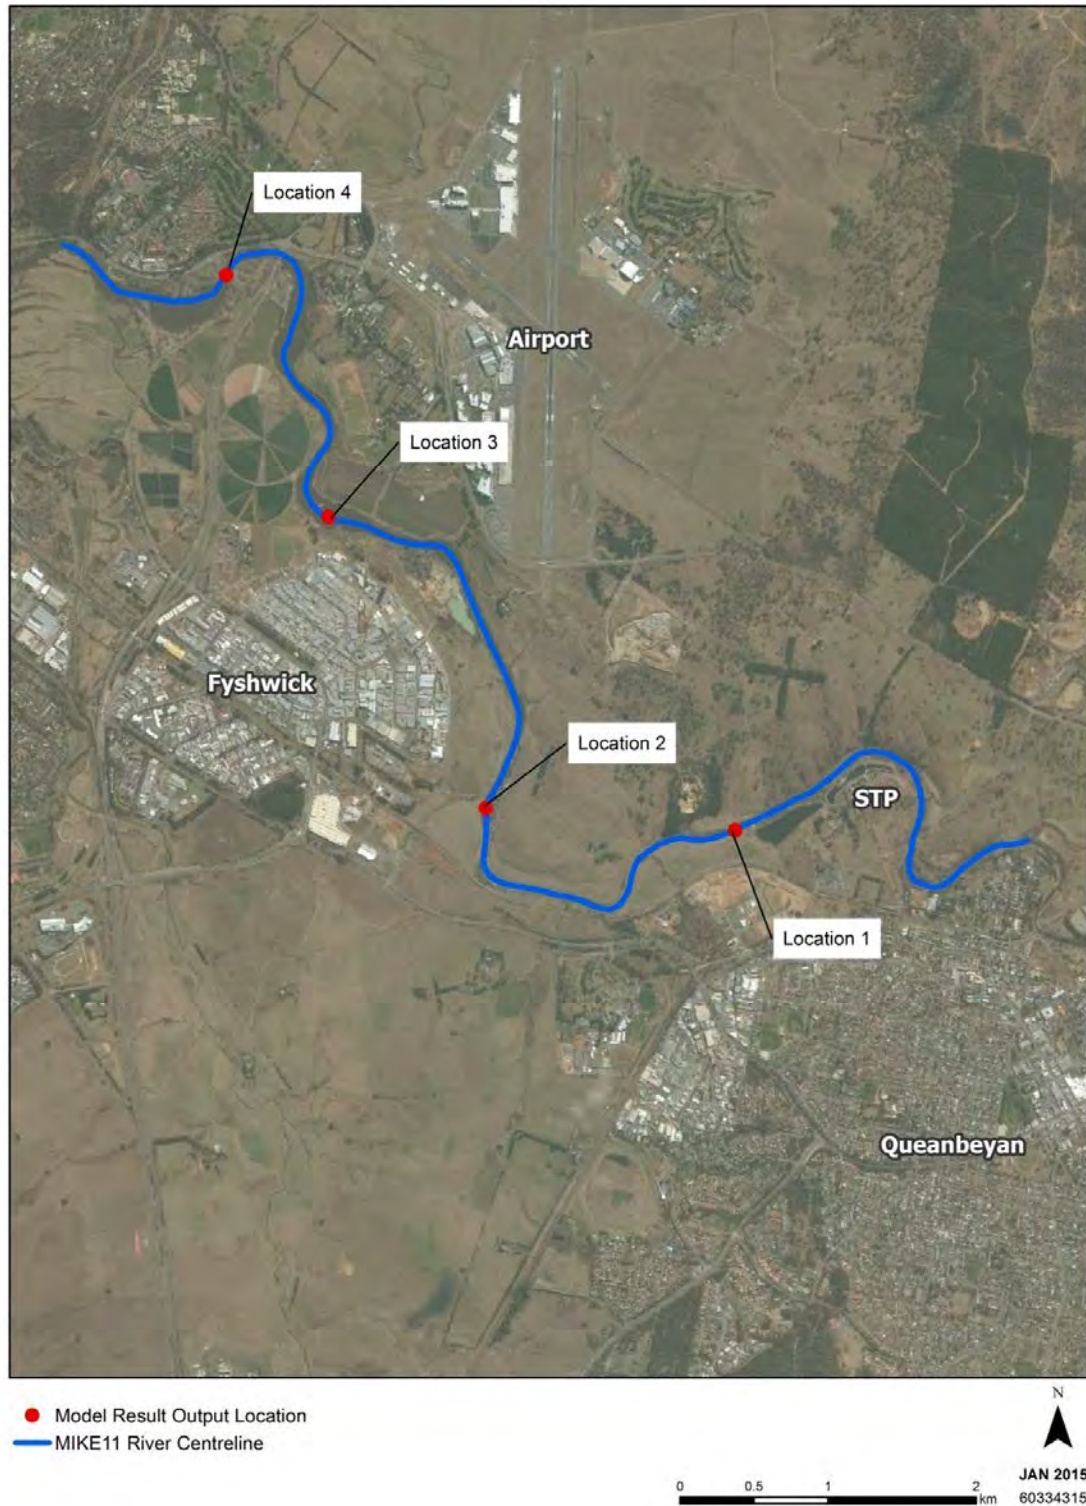 Location 4
Airport
Location 3
Fyshwick
Location 2
STP
Location 1
Queanbeyan
Model Result Output Location
MIKE11 River Centreline
N
JAN 2015
0 0.5 1 2
km
60334315